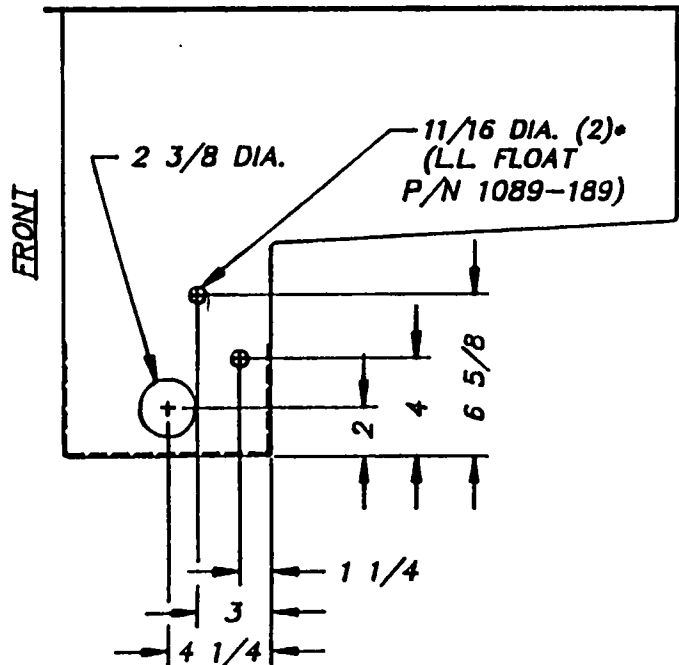 11/16 DIA. (2)*
(L.L. FLOAT
P/N 1089-189)
2 3/8 DIA.
FRONT
2
4
6 5/8
1 1/4
3
4 1/4